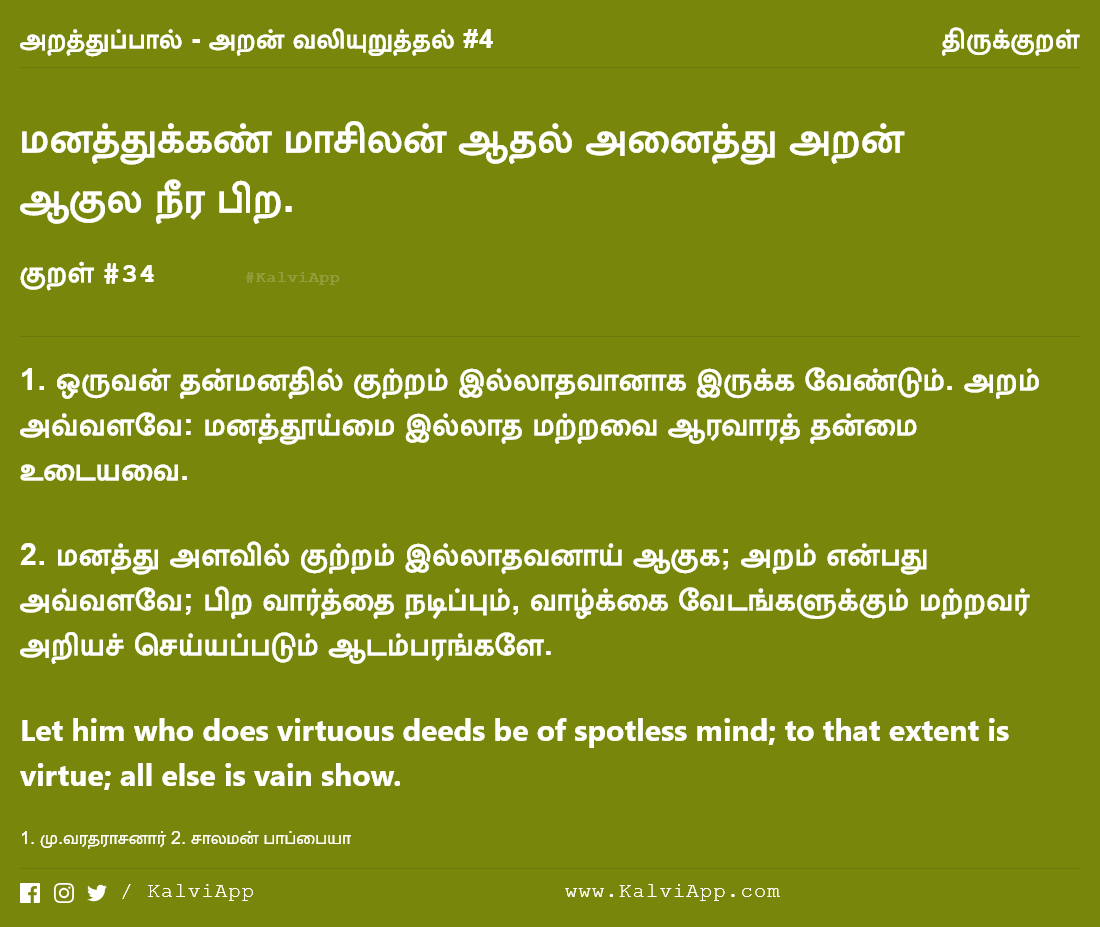 அறத்துப்பால் - அறன் வலியுறுத்தல் #4
திருக்குறள்
மனத்துக்கண் மாசிலன் ஆதல் அனைத்து அறன்
ஆகுல நீர பிற.
குறள் #34
#KalviApp
1. ஒருவன் தன்மனதில் குற்றம் இல்லாதவானாக இருக்க வேண்டும். அறம்
அவ்வளவே: மனத்தூய்மை இல்லாத மற்றவை ஆரவாரத் தன்மை
உடையவை.
2. மனத்து அளவில் குற்றம் இல்லாதவனாய் ஆகுக; அறம் என்பது
அவ்வளவே; பிற வார்த்தை நடிப்பும், வாழ்க்கை வேடங்களுக்கும் மற்றவர்
அறியச் செய்யப்படும் ஆடம்பரங்களே.
Let him who does virtuous deeds be of spotless mind; to that extent is
virtue; all else is vain show.
1. மு.வரதராசனார் 2. சாலமன் பாப்பையா
/ KalviApp
www.KalviApp.com